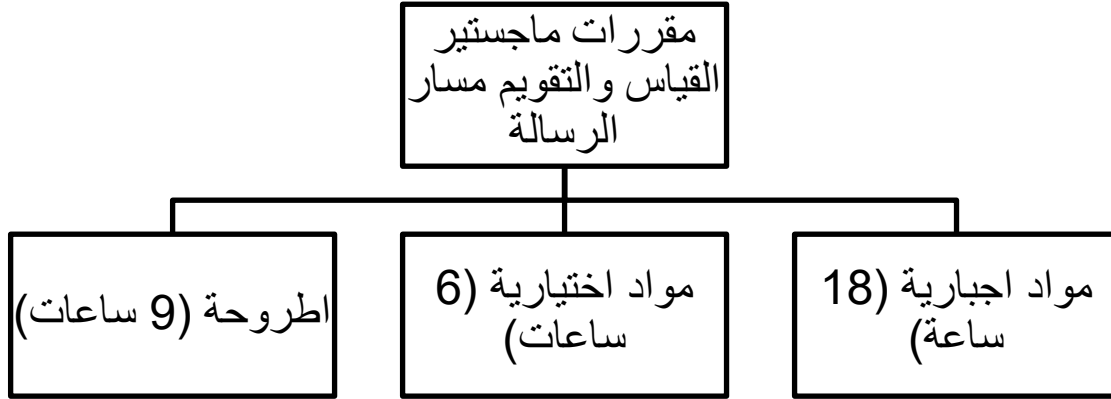 مقررات ماجستير
القياس والتقويم مسار
الرسالة
مواد اجبارية (18
ساعة)
مواد اختيارية (6
ساعات)
اطروحة (9 ساعات)